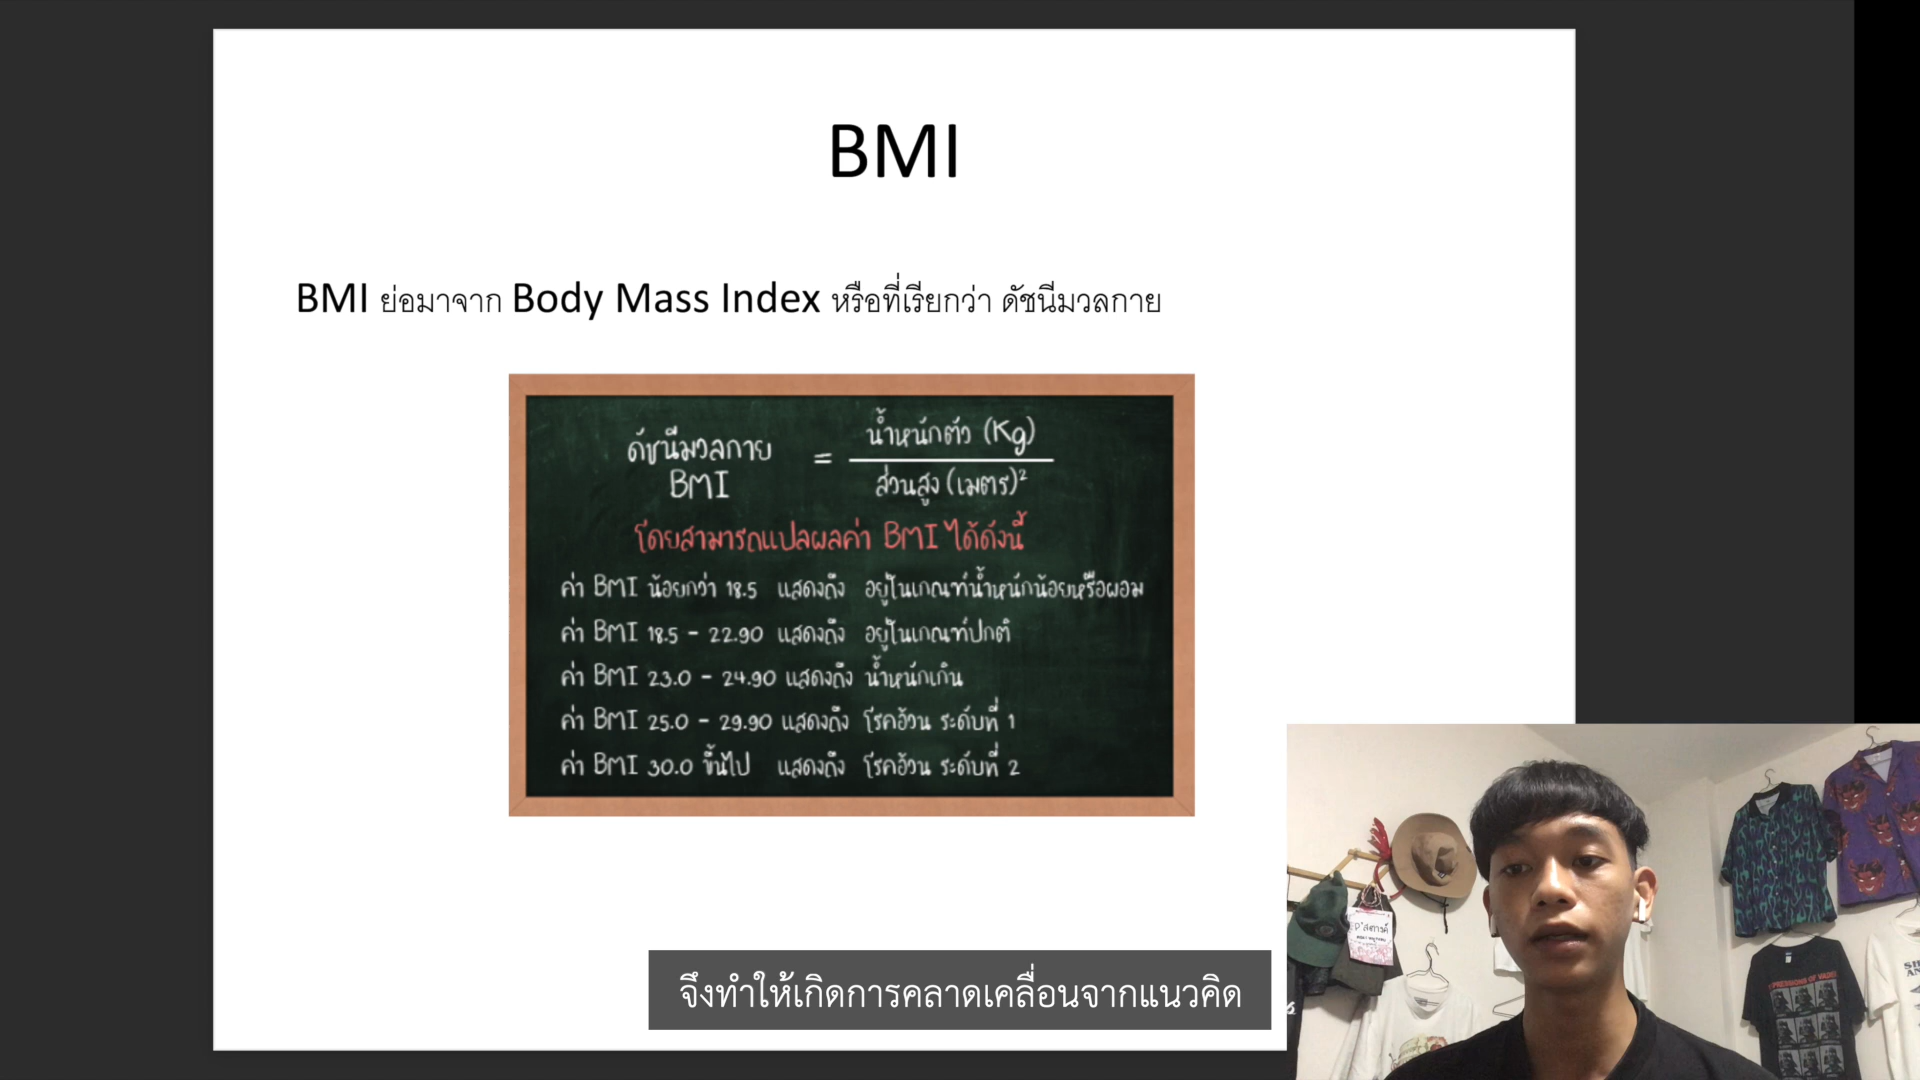 BMI
BMI ย่อมาจาก Body Mass Index หรือที่เรียกว่า ดัชนีมวลกาย
ดัชนีมวลกาย BMI = น้ำหนักตัว (Kg)
ส่วนสูง (เมตร)²
โดยสามารถแปลผลค่า BMI ได้ดังนี้
ค่า BMI น้อยกว่า 18.5 แสดงถึง อยู่ในเกณฑ์น้ำหนักน้อยหรือผอม
ค่า BMI 18.5 - 22.90 แสดงถึง อยู่ในเกณฑ์ปกติ
ค่า BMI 23.0 - 24.90 แสดงถึง น้ำหนักเกิน
ค่า BMI 25.0 - 29.90 แสดงถึง โรคอ้วน ระดับที่ 1
ค่า BMI 30.0 ขึ้นไป แสดงถึง โรคอ้วน ระดับที่ 2
จึงทำให้เกิดการคลาดเคลื่อนจากแนวคิด